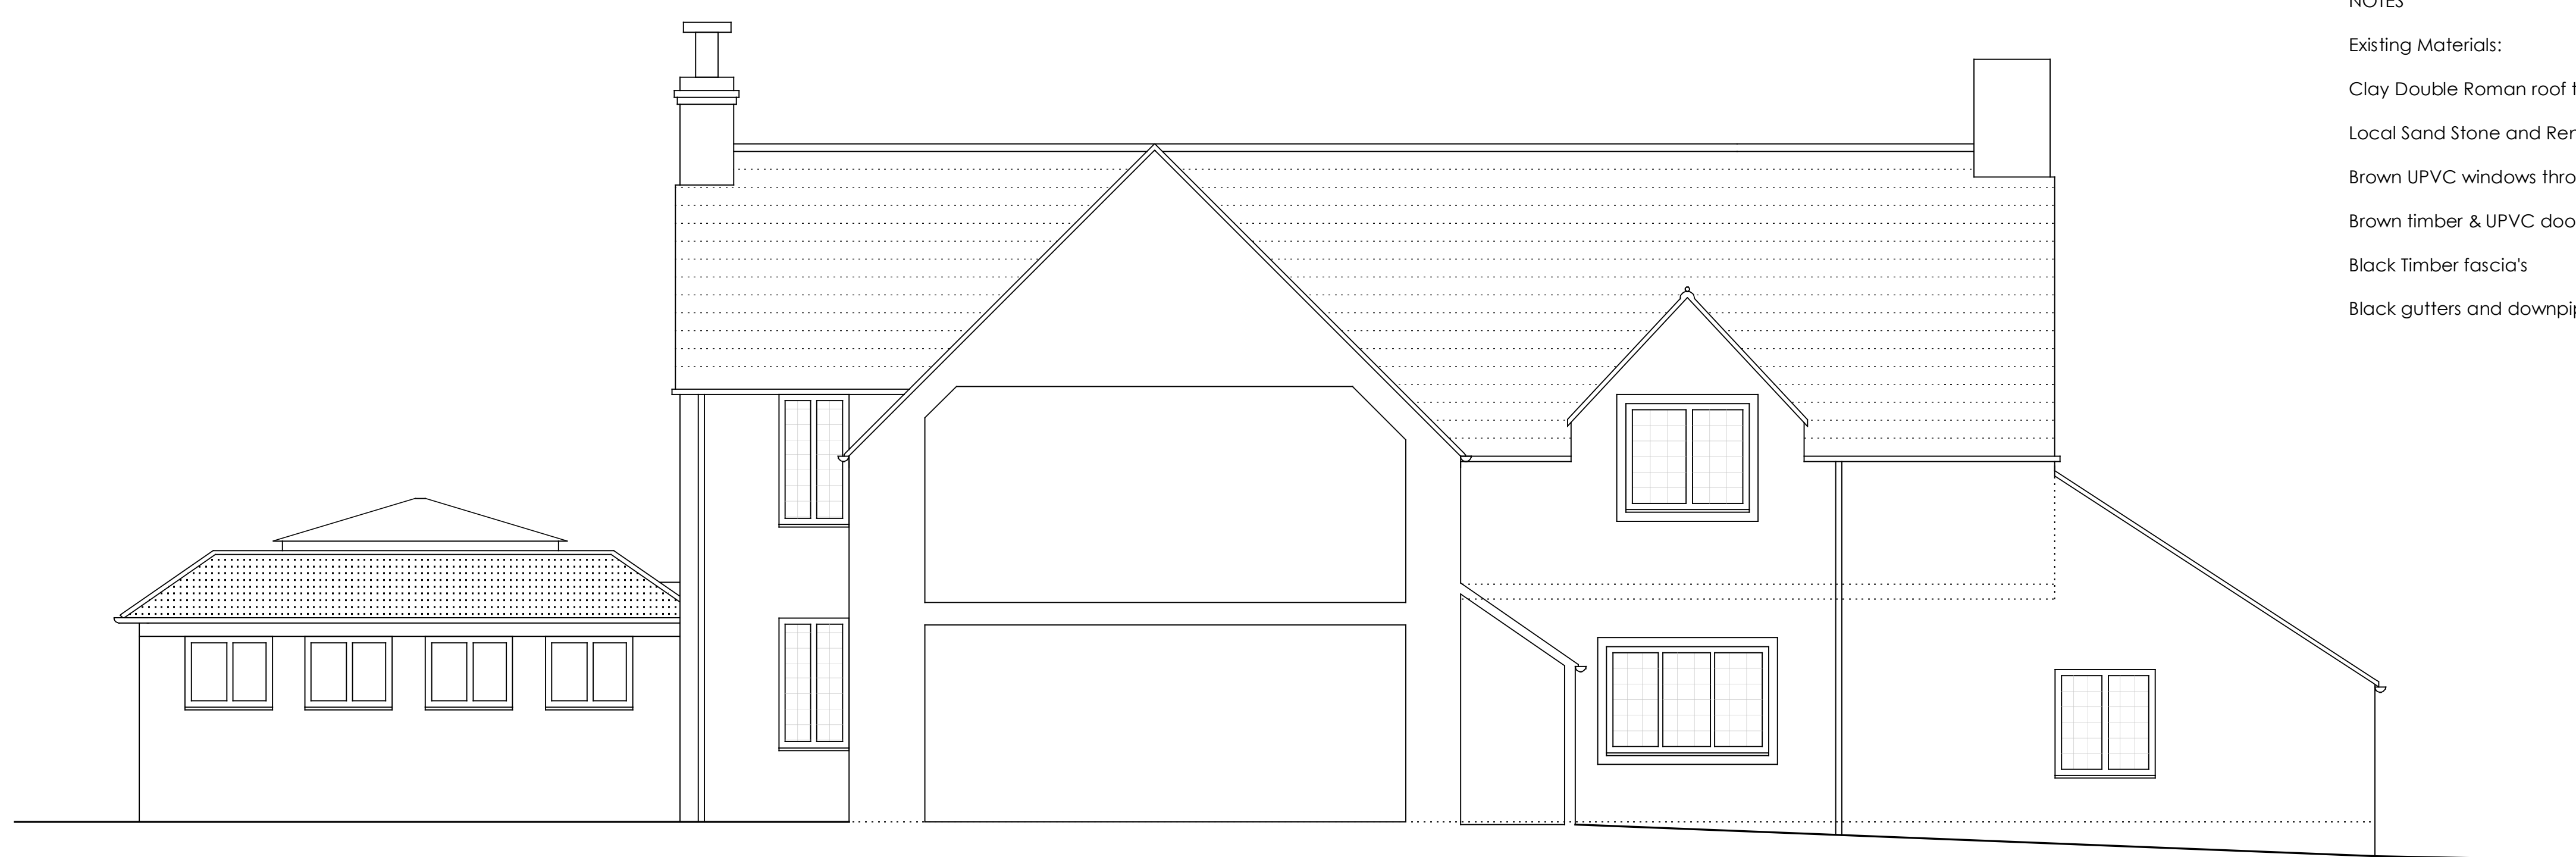 NOTES
Existing Materials:
Clay Double Roman roof
Local Sand Stone and
Brown UPVC windows
Brown timber & UPVC
Black Timber fascia's
Black gutters and